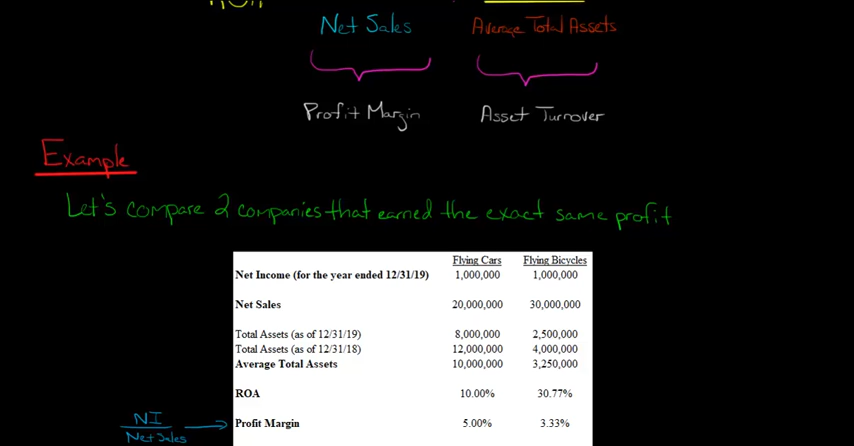 Net Sales Average Total Assets
Profit Margin Asset Turnover
Example
Let's compare 2 companies that earned the exact same profit
Flying Cars Flying Bicycles
Net Income (for the year ended 12/31/19) 1,000,000 1,000,000
Net Sales 20,000,000 30,000,000
Total Assets (as of 12/31/19) 8,000,000 2,500,000
Total Assets (as of 12/31/18) 12,000,000 4,000,000
Average Total Assets 10,000,000 3,250,000
ROA 10.00% 30.77%
NI
Net Sales
Profit Margin 5.00% 3.33%